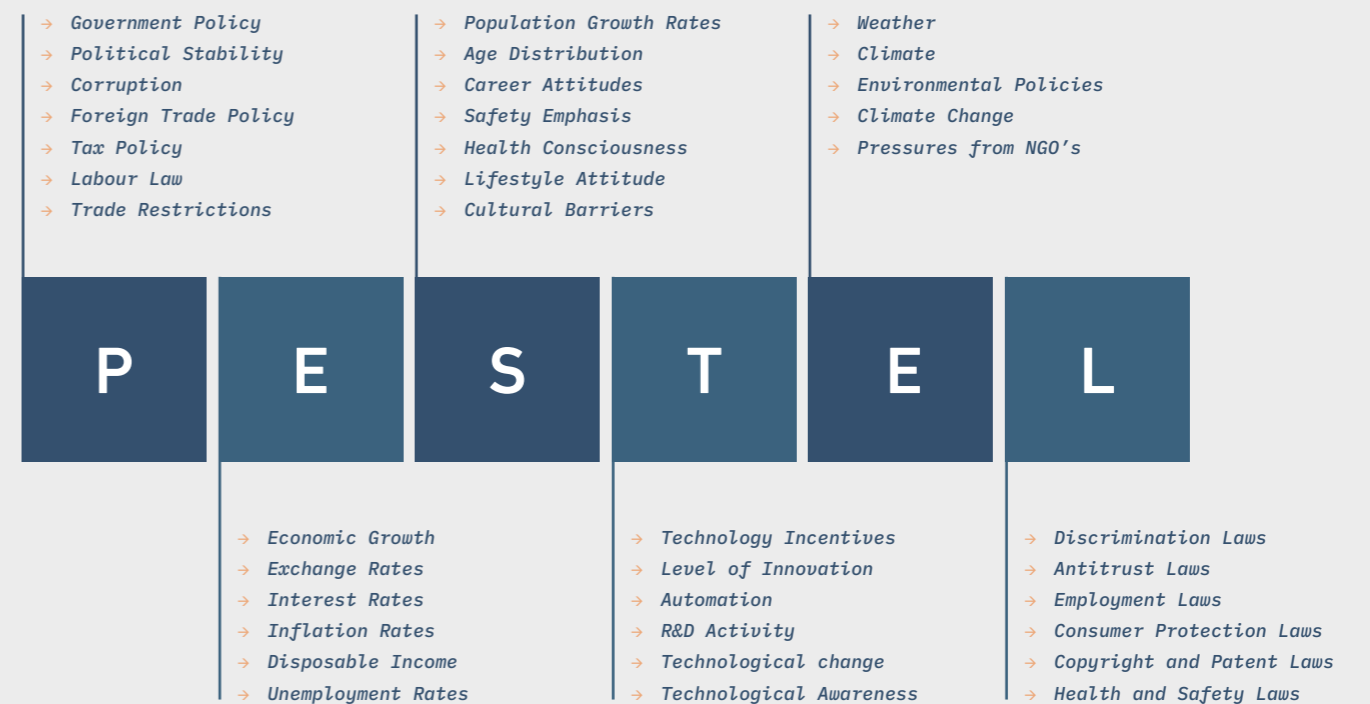 Government Policy
Political Stability
Corruption
Foreign Trade Policy
Tax Policy
Labour Law
Trade Restrictions
Population Growth Rates
Age Distribution
Career Attitudes
Safety Emphasis
Health Consciousness
Lifestyle Attitude
Cultural Barriers
Weather
Climate
Environmental Policies
Climate Change
Pressures from NGO’s
P E S T E L
Economic Growth
Exchange Rates
Interest Rates
Inflation Rates
Disposable Income
Unemployment Rates
Technology Incentives
Level of Innovation
Automation
R&D Activity
Technological change
Technological Awareness
Discrimination Laws
Antitrust Laws
Employment Laws
Consumer Protection Laws
Copyright and Patent Laws
Health and Safety Laws